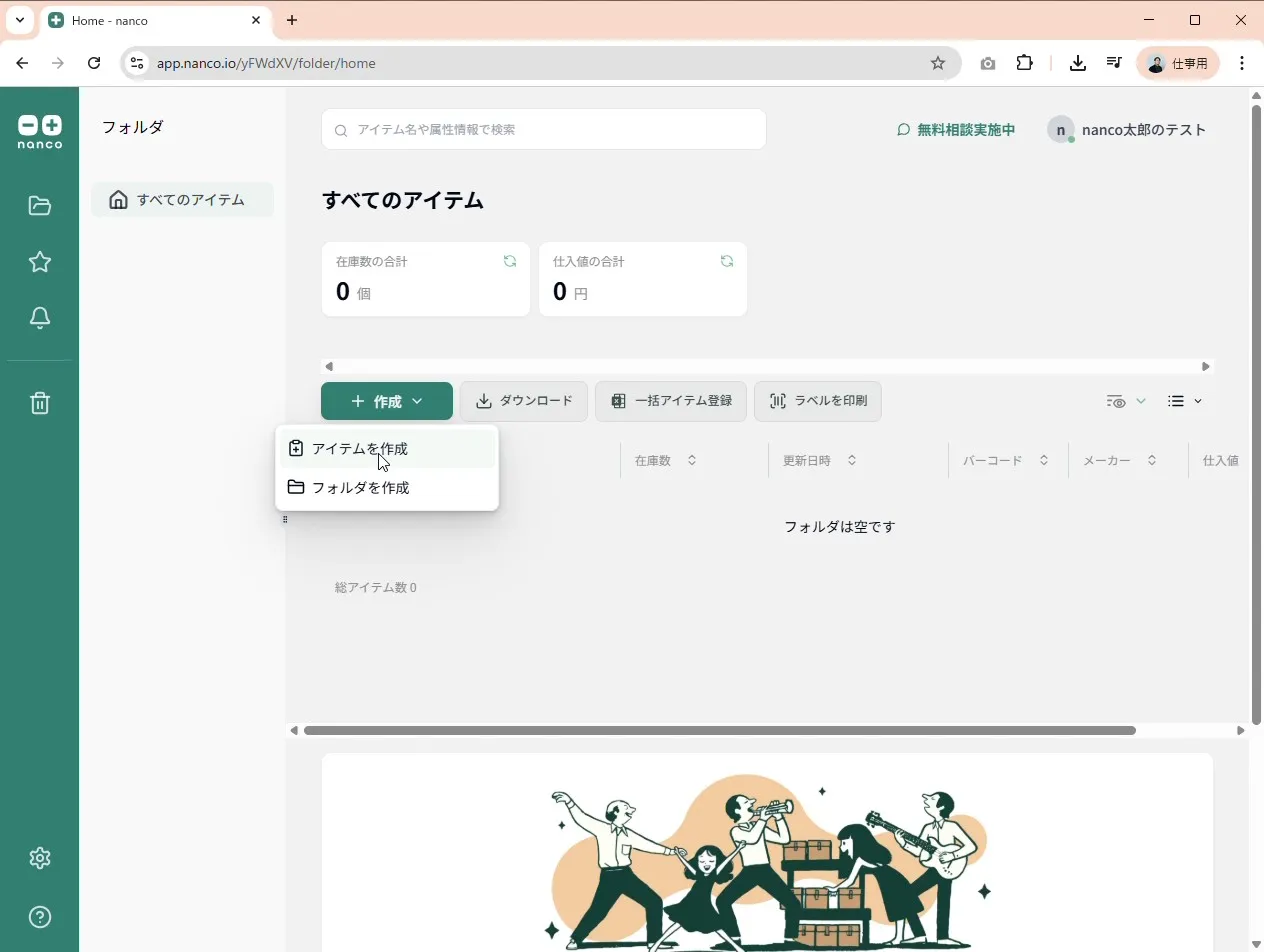 Home - nanco
app.nanco.io/yFWdXV/folder/home
仕事用
nanco
フォルダ
すべてのアイテム
アイテム名や属性情報で検索
無料相談実施中
n
nanco太郎のテスト
すべてのアイテム
在庫数の合計
0 個
仕入値の合計
0 円
作成
ダウンロード
一括アイテム登録
ラベルを印刷
アイテムを作成
フォルダを作成
在庫数
更新日時
バーコード
メーカー
仕入値
フォルダは空です
総アイテム数 0